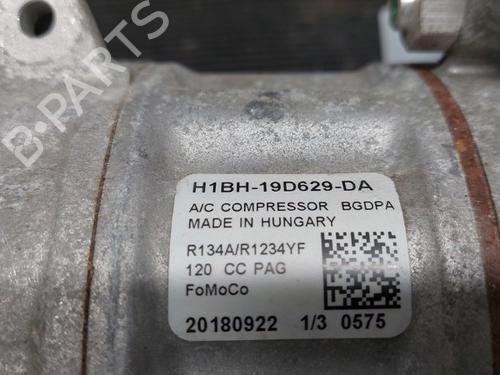 B-PARTS
H1BH-19D629-DA
A/C COMPRESSOR BGDPA
MADE IN HUNGARY
R134A/R1234YF
120 CC PAG
FoMoCo
20180922 1/3 0575